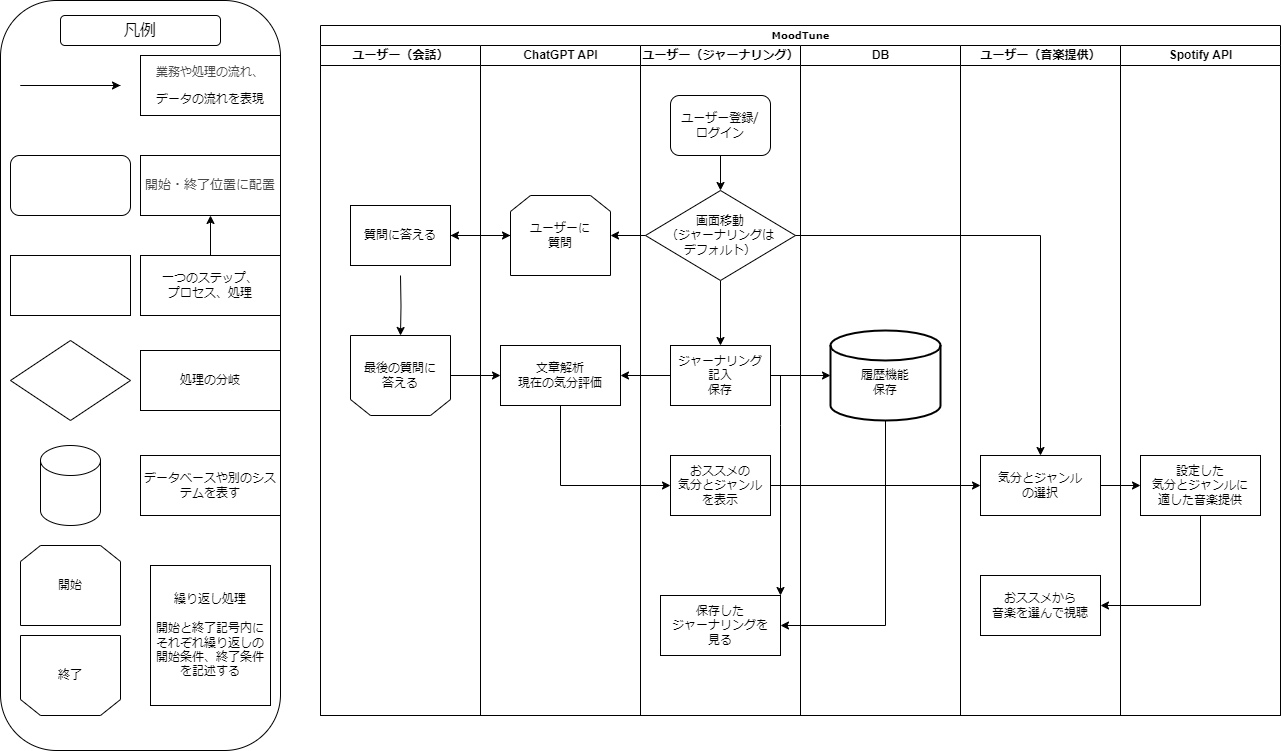 凡例
業務や処理の流れ、
データの流れを表現
開始・終了位置に配置
一つのステップ、
プロセス、処理
処理の分岐
データベースや別のシス
テムを表す
開始
終了
繰り返し処理
開始と終了記号内に
それぞれ繰り返しの
開始条件、終了条件
を記述する
MoodTune
ユーザー（会話）
ChatGPT API
ユーザー（ジャーナリング）
DB
ユーザー（音楽提供）
Spotify API
ユーザー登録/
ログイン
画面移動
（ジャーナリングは
デフォルト）
ユーザーに
質問
質問に答える
最後の質問に
答える
文章解析
現在の気分評価
ジャーナリング
記入
保存
履歴機能
保存
おススメの
気分とジャンル
を表示
気分とジャンル
の選択
設定した
気分とジャンルに
適した音楽提供
保存した
ジャーナリングを
見る
おススメから
音楽を選んで視聴